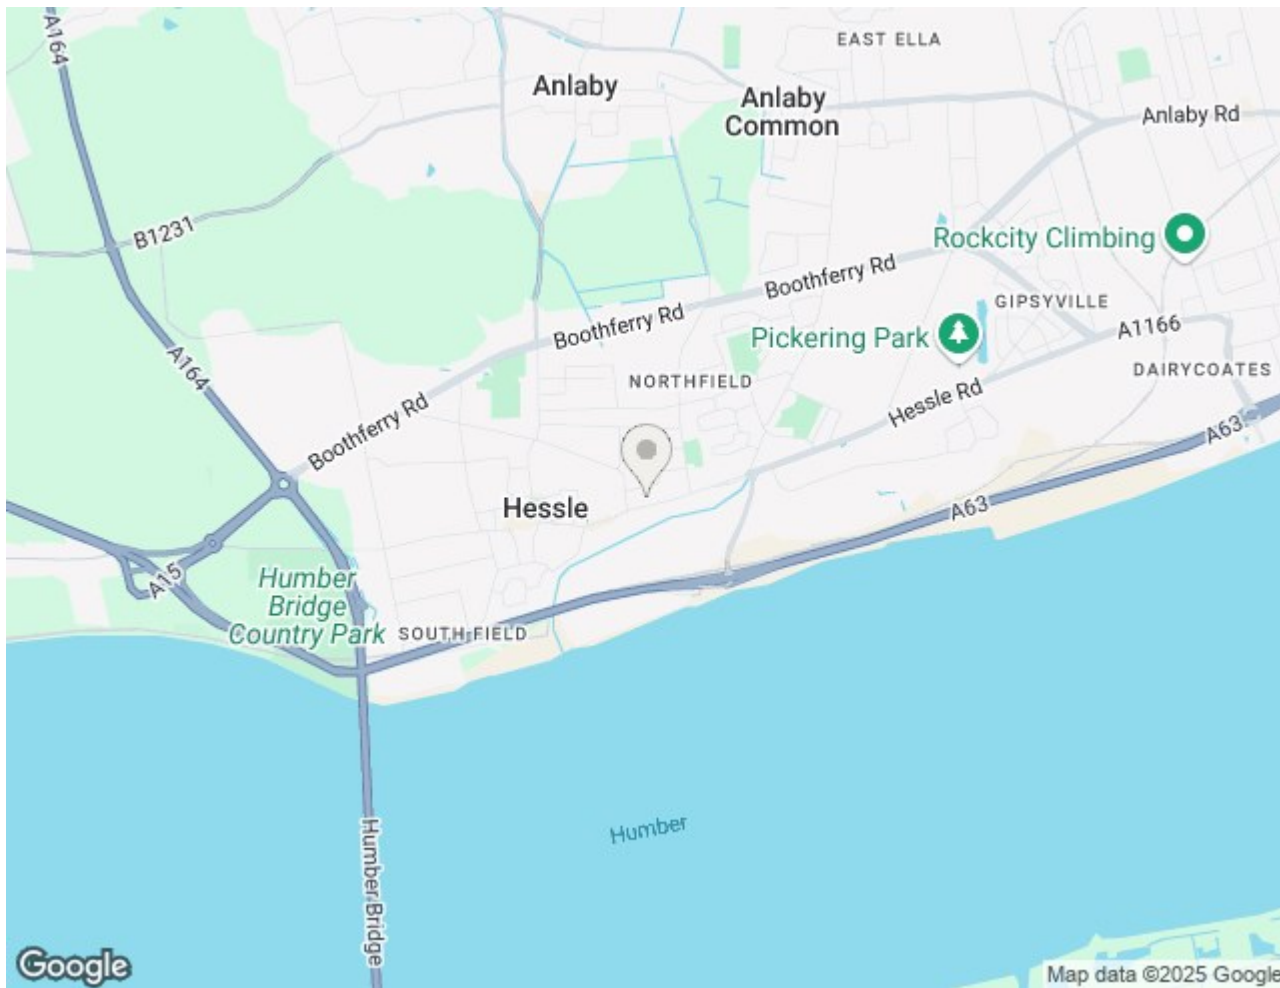 A164
EAST ELLA
Anlaby
Anlaby
Common
Anlaby Rd
B1231
Rockcity Climbing
Boothferry Rd
GIPSYVILLE
Boothferry Rd
A1166
Pickering Park
A164
NORTHFIELD
DAIRYCOATES
Hessle Rd
Boothferry Rd
A63
Hessle
A63
A15
Humber
Bridge
Country Park
SOUTH FIELD
Humber
Humber Bridge
Google
Map data ©2025 Google